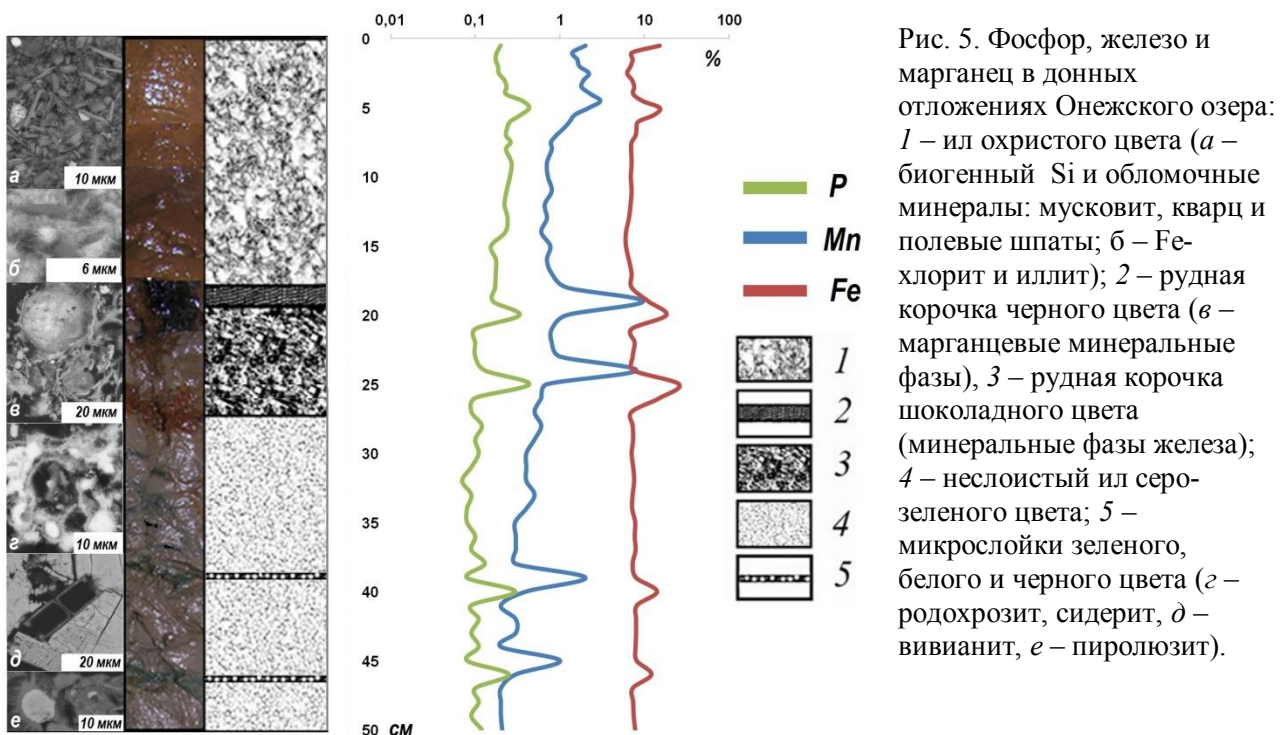 0,01 0,1 1 10 100
%
0
5
10
15
20
25
30
35
40
45
50 см
а 10 мкм
б 6 мкм
в 20 мкм
г 10 мкм
д 20 мкм
е 10 мкм
P
Mn
Fe
1
2
3
4
5
Рис. 5. Фосфор, железо и
марганец в донных
отложениях Онежского озера:
1 – ил охристого цвета (а –
биогенный Si и обломочные
минералы: мусковит, кварц и
полевые шпаты; б – Fe-
хлорит и иллит); 2 – рудная
корочка черного цвета (в –
марганцевые минеральные
фазы), 3 – рудная корочка
шоколадного цвета
(минеральные фазы железа);
4 – неслоистый ил серо-
зеленого цвета; 5 –
микрослойки зеленого,
белого и черного цвета (г –
родохрозит, сидерит, д –
вивианит, е – пиролюзит).